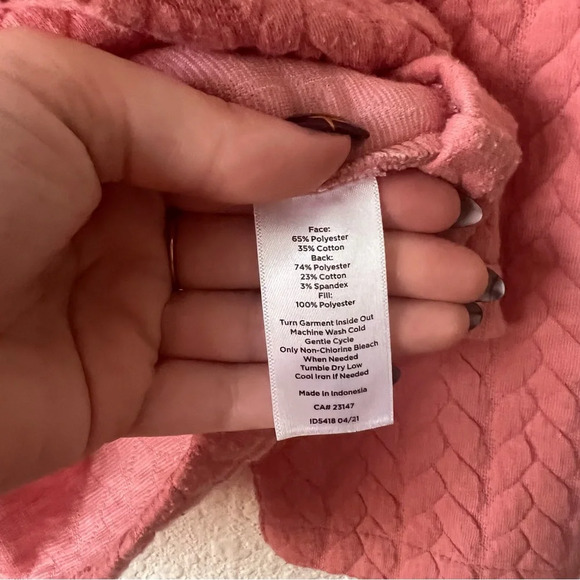 Face:
65% Polyester
35% Cotton
Back:
74% Polyester
23% Cotton
3% Spandex
Fill:
100% Polyester
Turn Garment Inside Out
Machine Wash Cold
Gentle Cycle
Only Non-Chlorine Bleach
When Needed
Tumble Dry Low
Cool Iron If Needed
Made in Indonesia
CA# 23147
ID5418 04/21